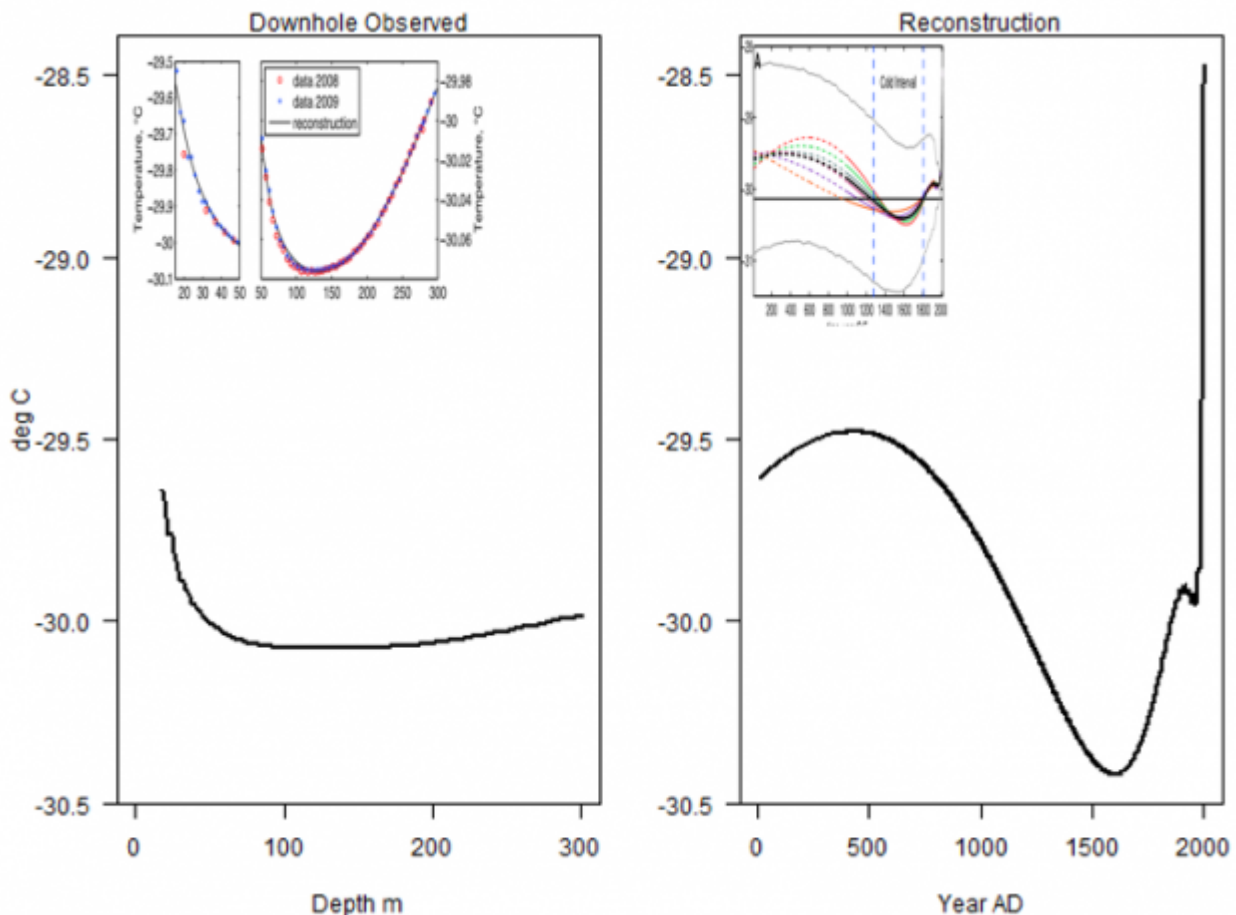 Downhole Observed
-28.5
-29.0
-29.5
-30.0
-30.5
deg C
0 100 200 300
Depth m
-29.5
-29.6
-29.7
-29.8
-29.9
-30
-30.1
Temperature, °C
20 30 40 50
data 2008
data 2009
reconstruction
-29.98
-30
-30.02
-30.04
-30.06
Temperature, °C
50 100 150 200 250 300
Reconstruction
-28.5
-29.0
-29.5
-30.0
-30.5
0 500 1000 1500 2000
Year AD
A
Cold Interval
200 400 600 800 1000 1200 1400 1600 1800 2000